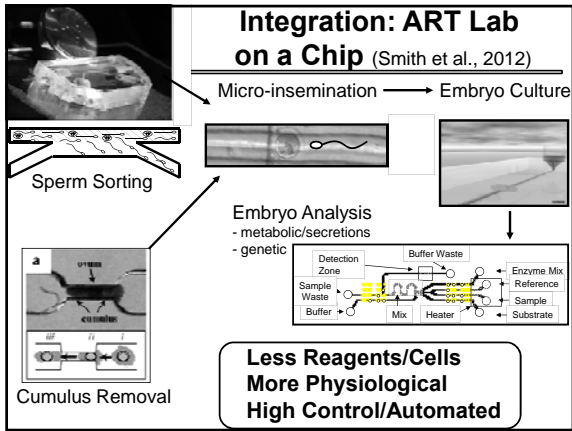 Integration: ART Lab
on a Chip (Smith et al., 2012)
Micro-insemination
Embryo Culture
Sperm Sorting
Embryo Analysis
- metabolic/secretions
- genetic
Detection
Zone
Buffer Waste
Enzyme Mix
Reference
Sample
Waste
Sample
Buffer
Mix
Heater
Substrate
a
cumulus
iii
ii
i
Cumulus Removal
Less Reagents/Cells
More Physiological
High Control/Automated